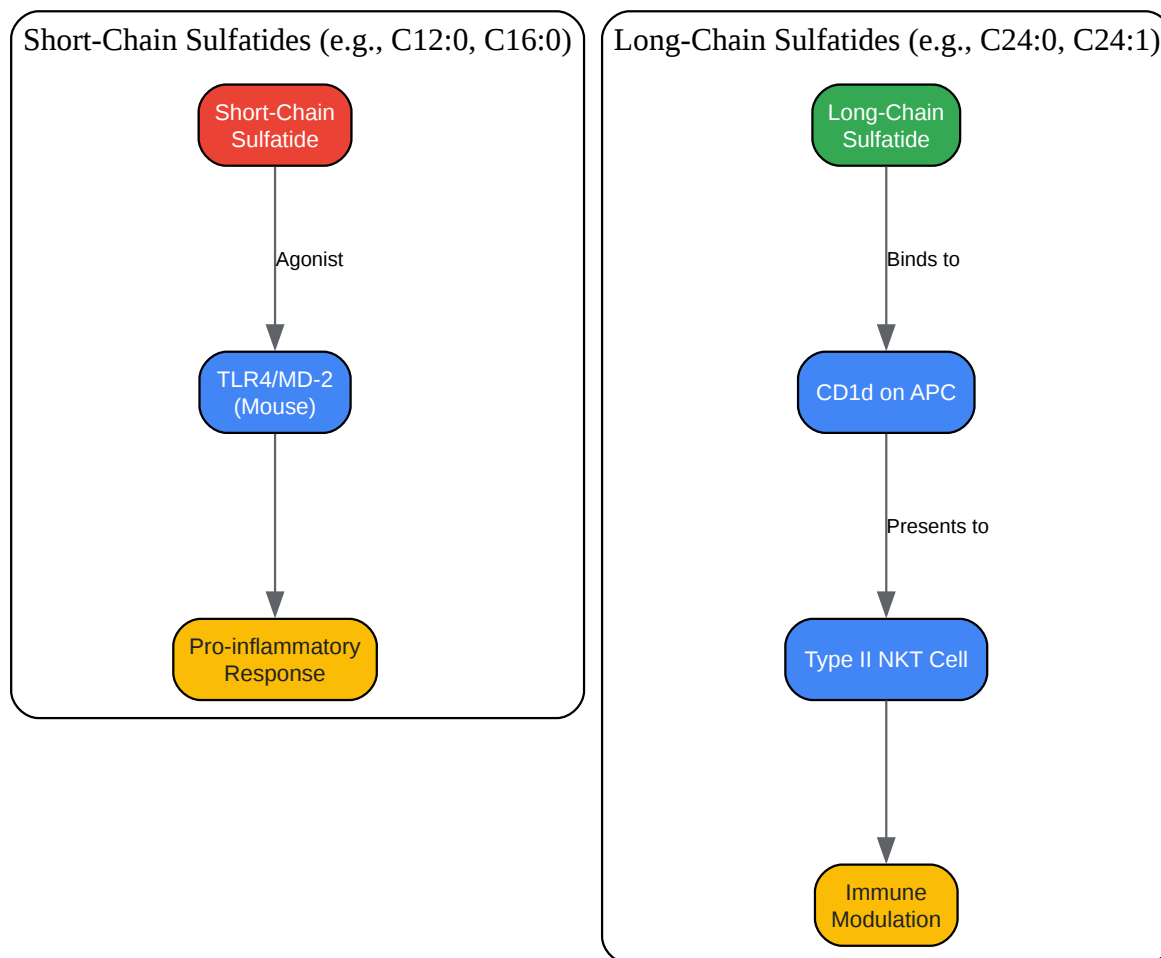 Short-Chain Sulfatides (e.g., C12:0, C16:0)
Short-Chain
Sulfatide
Agonist
TLR4/MD-2
(Mouse)
Pro-inflammatory
Response
Long-Chain Sulfatides (e.g., C24:0, C24:1)
Long-Chain
Sulfatide
Binds to
CD1d on APC
Presents to
Type II NKT Cell
Immune
Modulation